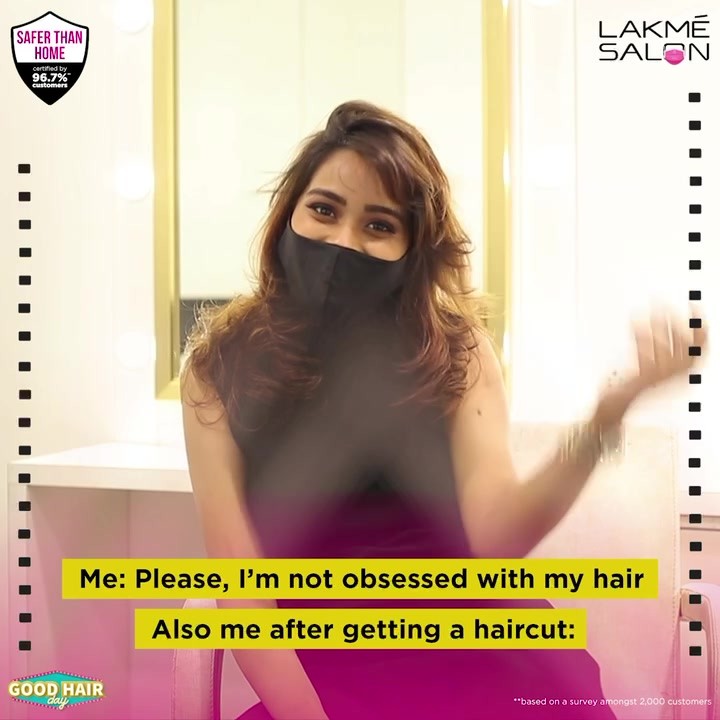 SAFER THAN
HOME
certified by
96.7%**
customers
LAKMÉ
SALON
Me: Please, I'm not obsessed with my hair
Also me after getting a haircut:
GOOD HAIR
day
**based on a survey amongst 2,000 customers